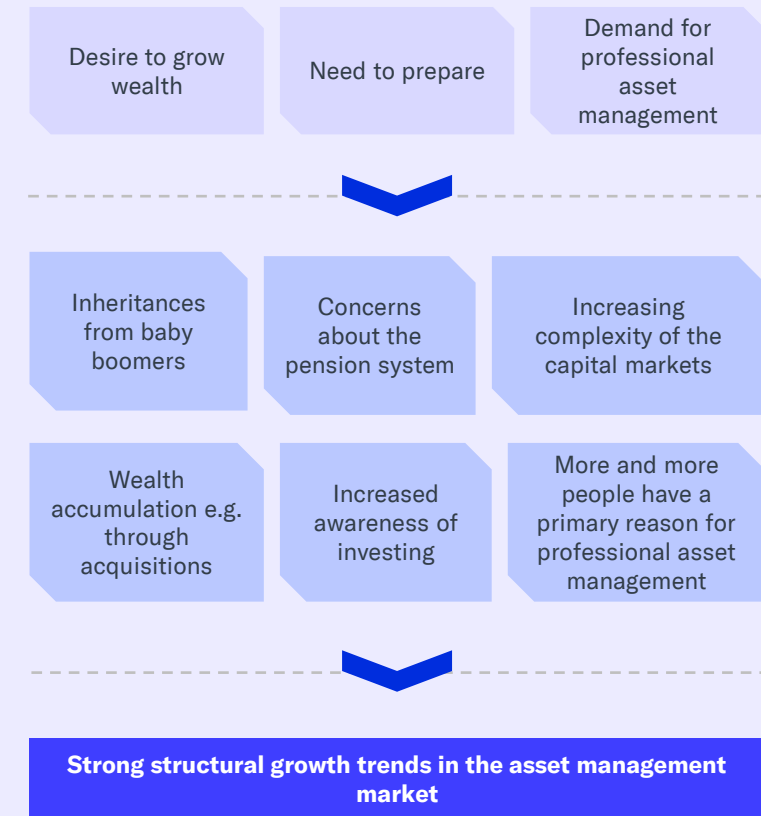 Desire to grow
wealth
Need to prepare
Demand for
professional
asset
management
Inheritances
from baby
boomers
Concerns
about the
pension system
Increasing
complexity of the
capital markets
Wealth
accumulation e.g.
through
acquisitions
Increased
awareness of
investing
More and more
people have a
primary reason for
professional asset
management
Strong structural growth trends in the asset management
market